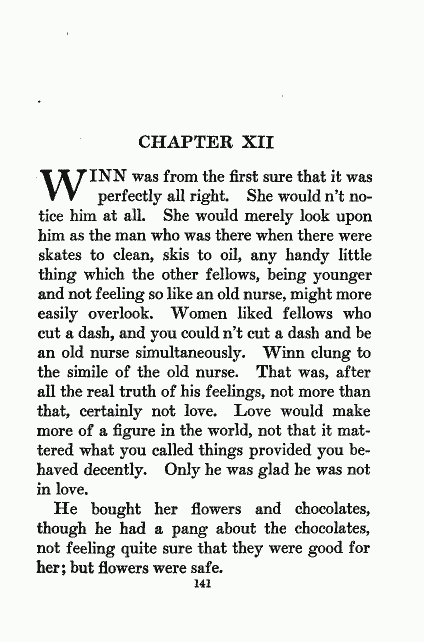 CHAPTER XII
WINN was from the first sure that it was
perfectly all right. She wouldn't no-
tice him at all. She would merely look upon
him as the man who was there when there were
skates to clean, skis to oil, any handy little
thing which the other fellows, being younger
and not feeling so like an old nurse, might more
easily overlook. Women liked fellows who
cut a dash, and you couldn't cut a dash and be
an old nurse simultaneously. Winn clung to
the simile of the old nurse. That was, after
all the real truth of his feelings, not more than
that, certainly not love. Love would make
more of a figure in the world, not that it mat-
tered what you called things provided you be-
haved decently. Only he was glad he was not
in love.
He bought her flowers and chocolates,
though he had a pang about the chocolates,
not feeling quite sure that they were good for
her; but flowers were safe.
141